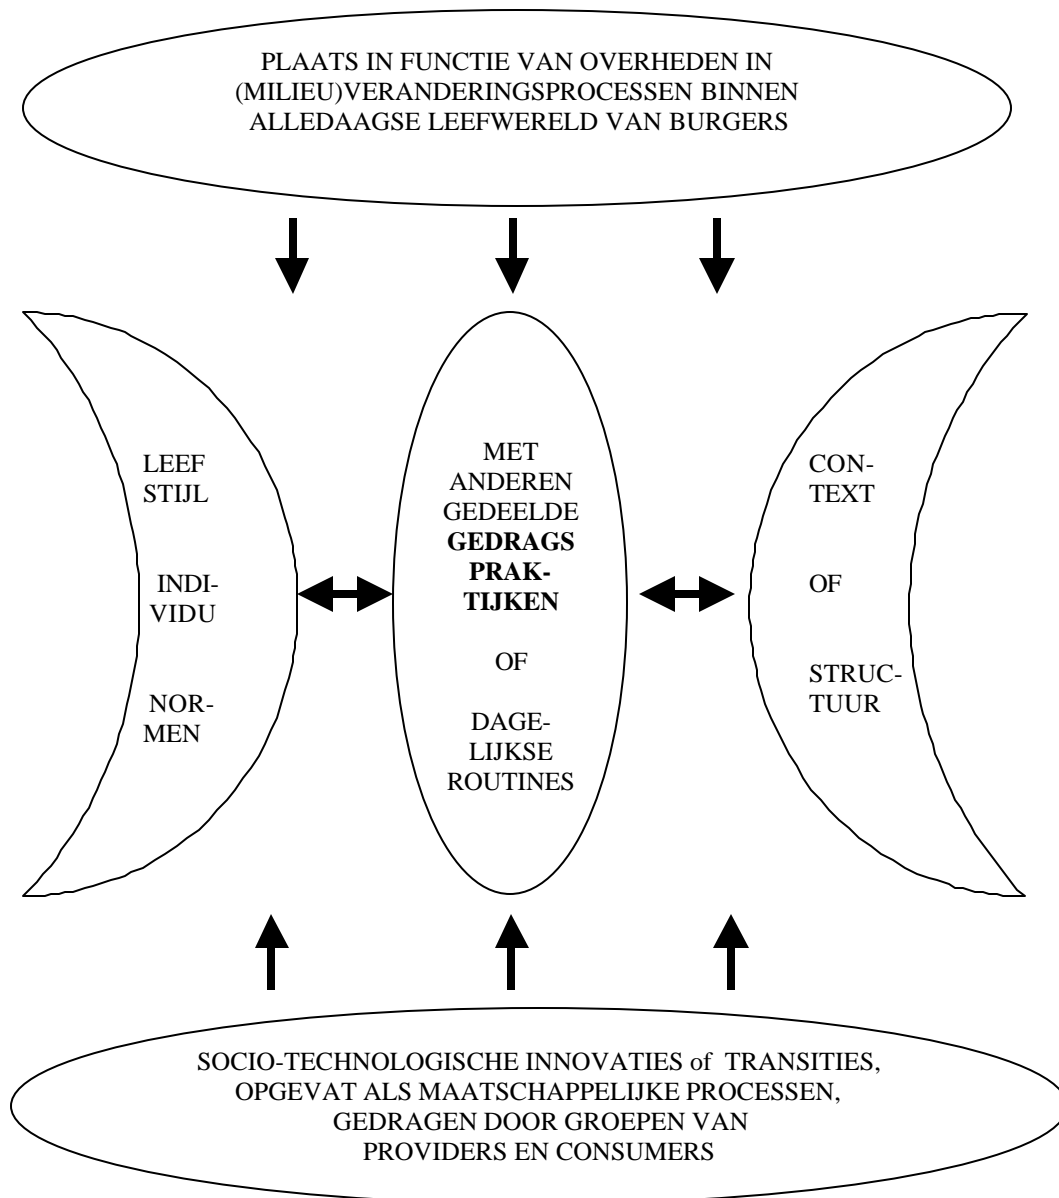 PLAATS IN FUNCTIE VAN OVERHEDEN IN
(MILIEU)VERANDERINGSPROCESSEN BINNEN
ALLEDAAGSE LEEFWERELD VAN BURGERS
LEEF
STIJL
INDI-
VIDU
NOR-
MEN
MET
ANDEREN
GEDEELDE
GEDRAGS
PRAK-
TIJKEN
OF
DAGE-
LIJKSE
ROUTINES
CON-
TEXT
OF
STRUC-
TUUR
SOCIO-TECHNOLOGISCHE INNOVATIES of TRANSITIES,
OPGEVAT ALS MAATSCHAPPELIJKE PROCESSEN,
GEDRAGEN DOOR GROEPEN VAN
PROVIDERS EN CONSUMERS